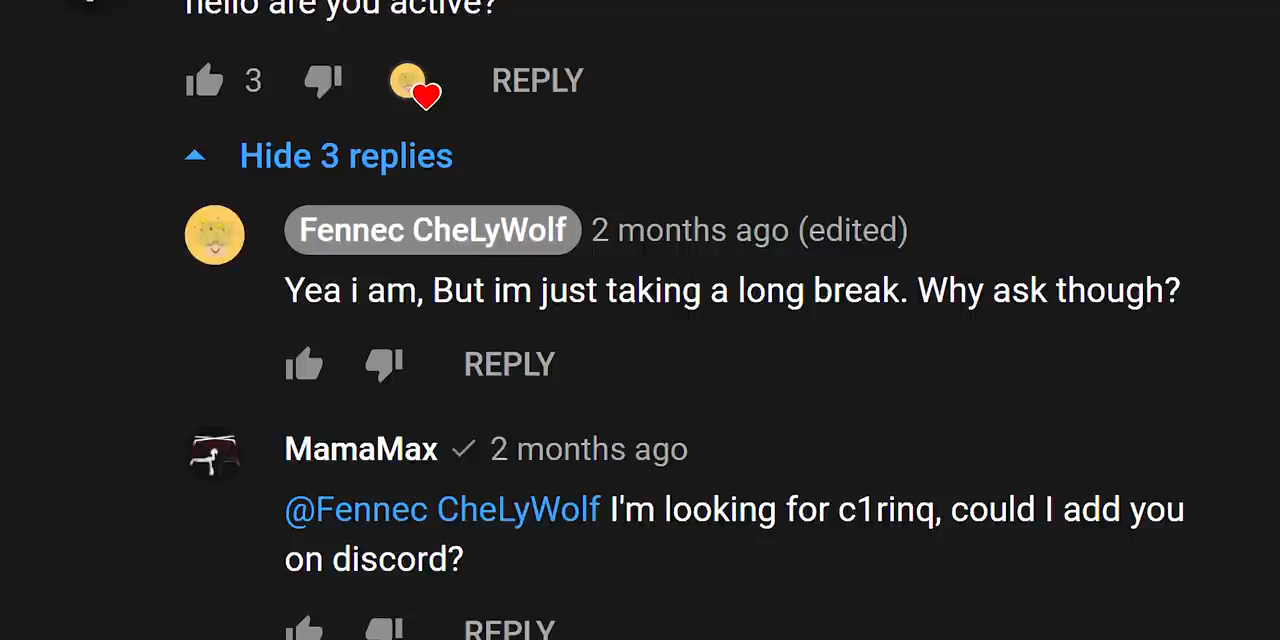 hello are you active?
3 REPLY
Hide 3 replies
Fennec CheLyWolf 2 months ago (edited)
Yea i am, But im just taking a long break. Why ask though?
REPLY
MamaMax 2 months ago
@Fennec CheLyWolf I'm looking for c1rinq, could I add you
on discord?
REPLY